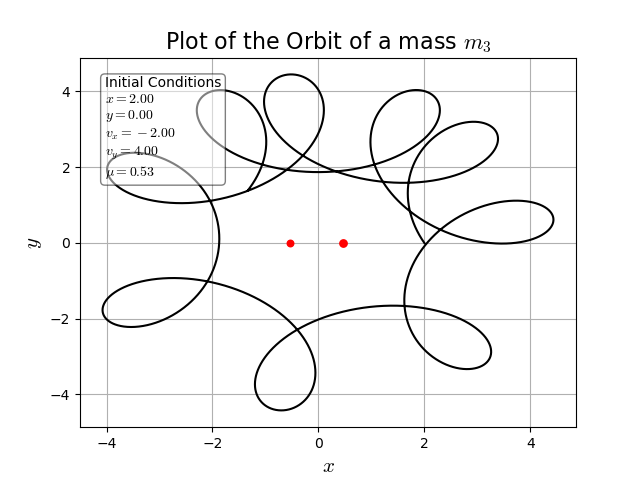 Plot of the Orbit of a mass m₃
Initial Conditions
x = 2.00
y = 0.00
vₓ = −2.00
v_y = 4.00
μ = 0.53
4
2
0
−2
−4
y
−4 −2 0 2 4
x